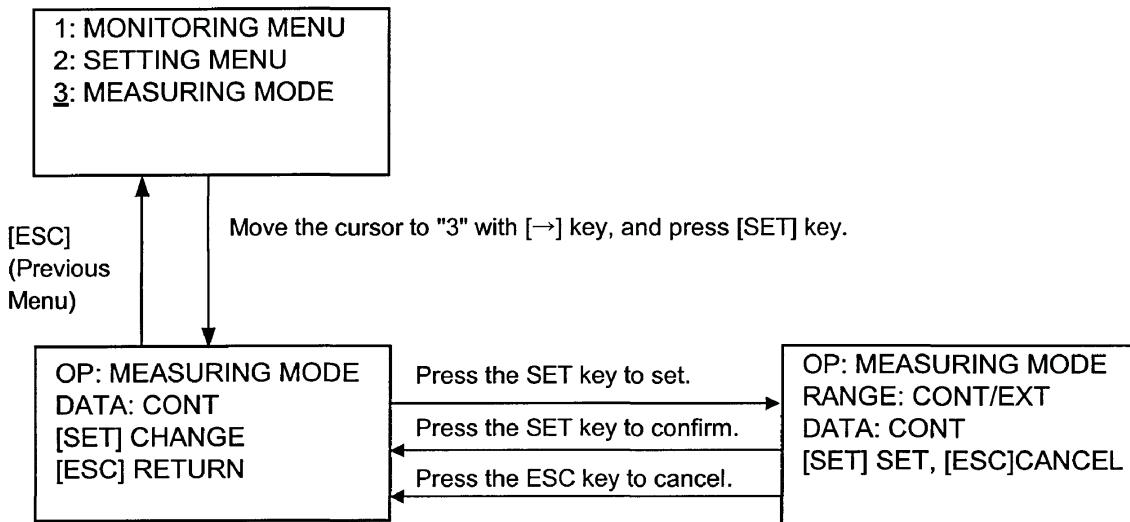 1: MONITORING MENU
2: SETTING MENU
3: MEASURING MODE
[ESC]
(Previous
Menu)
Move the cursor to "3" with [→] key, and press [SET] key.
OP: MEASURING MODE
DATA: CONT
[SET] CHANGE
[ESC] RETURN
Press the SET key to set.
Press the SET key to confirm.
Press the ESC key to cancel.
OP: MEASURING MODE
RANGE: CONT/EXT
DATA: CONT
[SET] SET, [ESC]CANCEL